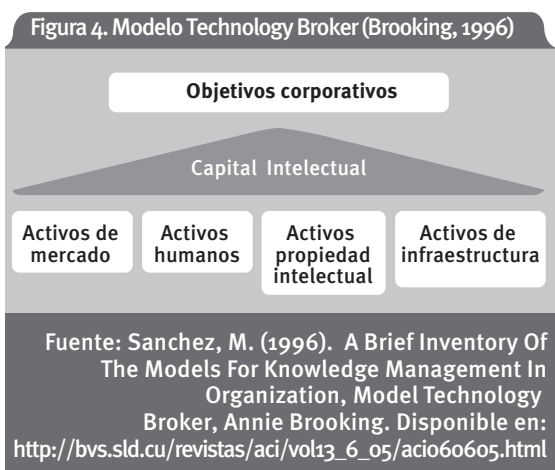 Figura 4. Modelo Technology Broker (Brooking, 1996)
Objetivos corporativos
Capital Intelectual
Activos de
mercado
Activos
humanos
Activos
propiedad
intelectual
Activos de
infraestructura
Fuente: Sanchez, M. (1996). A Brief Inventory Of
The Models For Knowledge Management In
Organization, Model Technology
Broker, Annie Brooking. Disponible en:
http://bvs.sld.cu/revistas/aci/vol13_6_05/aci060605.html